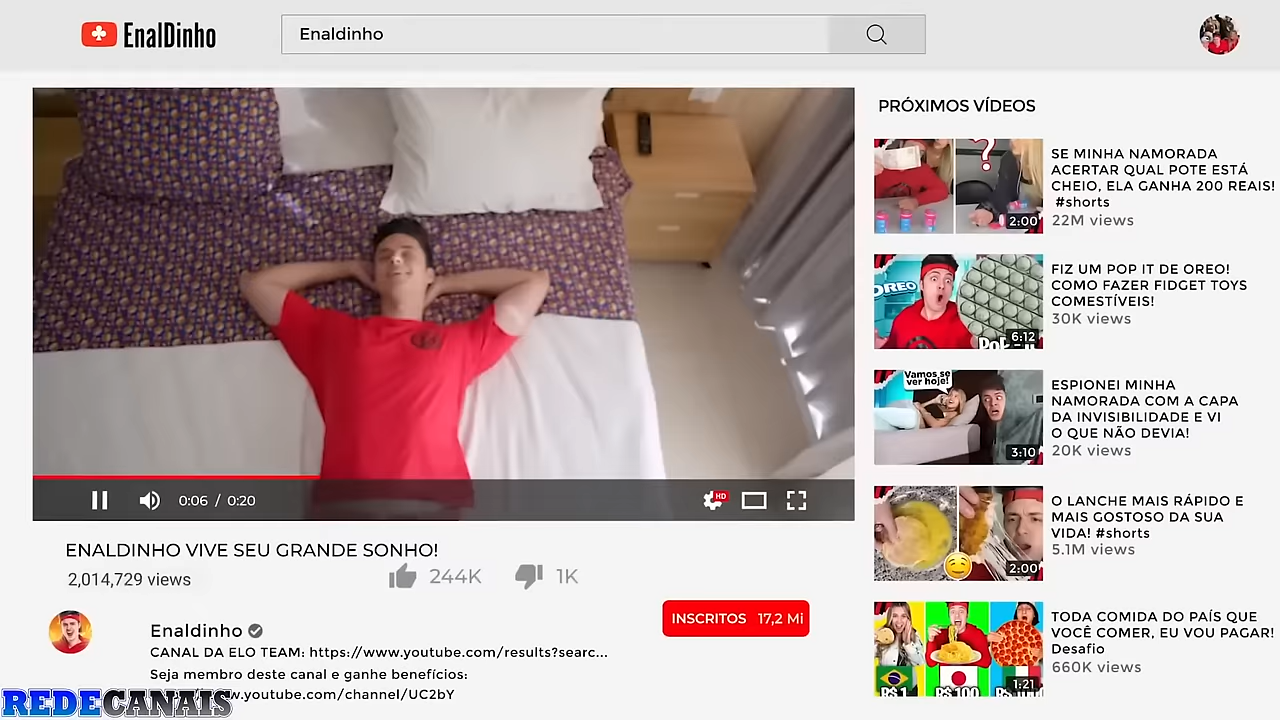 EnalDinho
Enaldinho
PRÓXIMOS VÍDEOS
?
2:00
SE MINHA NAMORADA
ACERTAR QUAL POTE ESTÁ
CHEIO, ELA GANHA 200 REAIS!
#shorts
22M views
OREO
6:12
FIZ UM POP IT DE OREO!
COMO FAZER FIDGET TOYS
COMESTÍVEIS!
30K views
Vamos se
ver hoje!
3:10
ESPIONEI MINHA
NAMORADA COM A CAPA
DA INVISIBILIDADE E VI
O QUE NÃO DEVIA!
20K views
2:00
O LANCHE MAIS RÁPIDO E
MAIS GOSTOSO DA SUA
VIDA! #shorts
5.1M views
R$1
R$100
1:21
TODA COMIDA DO PAÍS QUE
VOCÊ COMER, EU VOU PAGAR!
Desafio
660K views
0:06 / 0:20
HD
ENALDINHO VIVE SEU GRANDE SONHO!
2,014,729 views
244K
1K
INSCRITOS 17,2 Mi
Enaldinho
CANAL DA ELO TEAM: https://www.youtube.com/results?searc...
Seja membro deste canal e ganhe benefícios:
w.youtube.com/channel/UC2bY
REDECANAIS